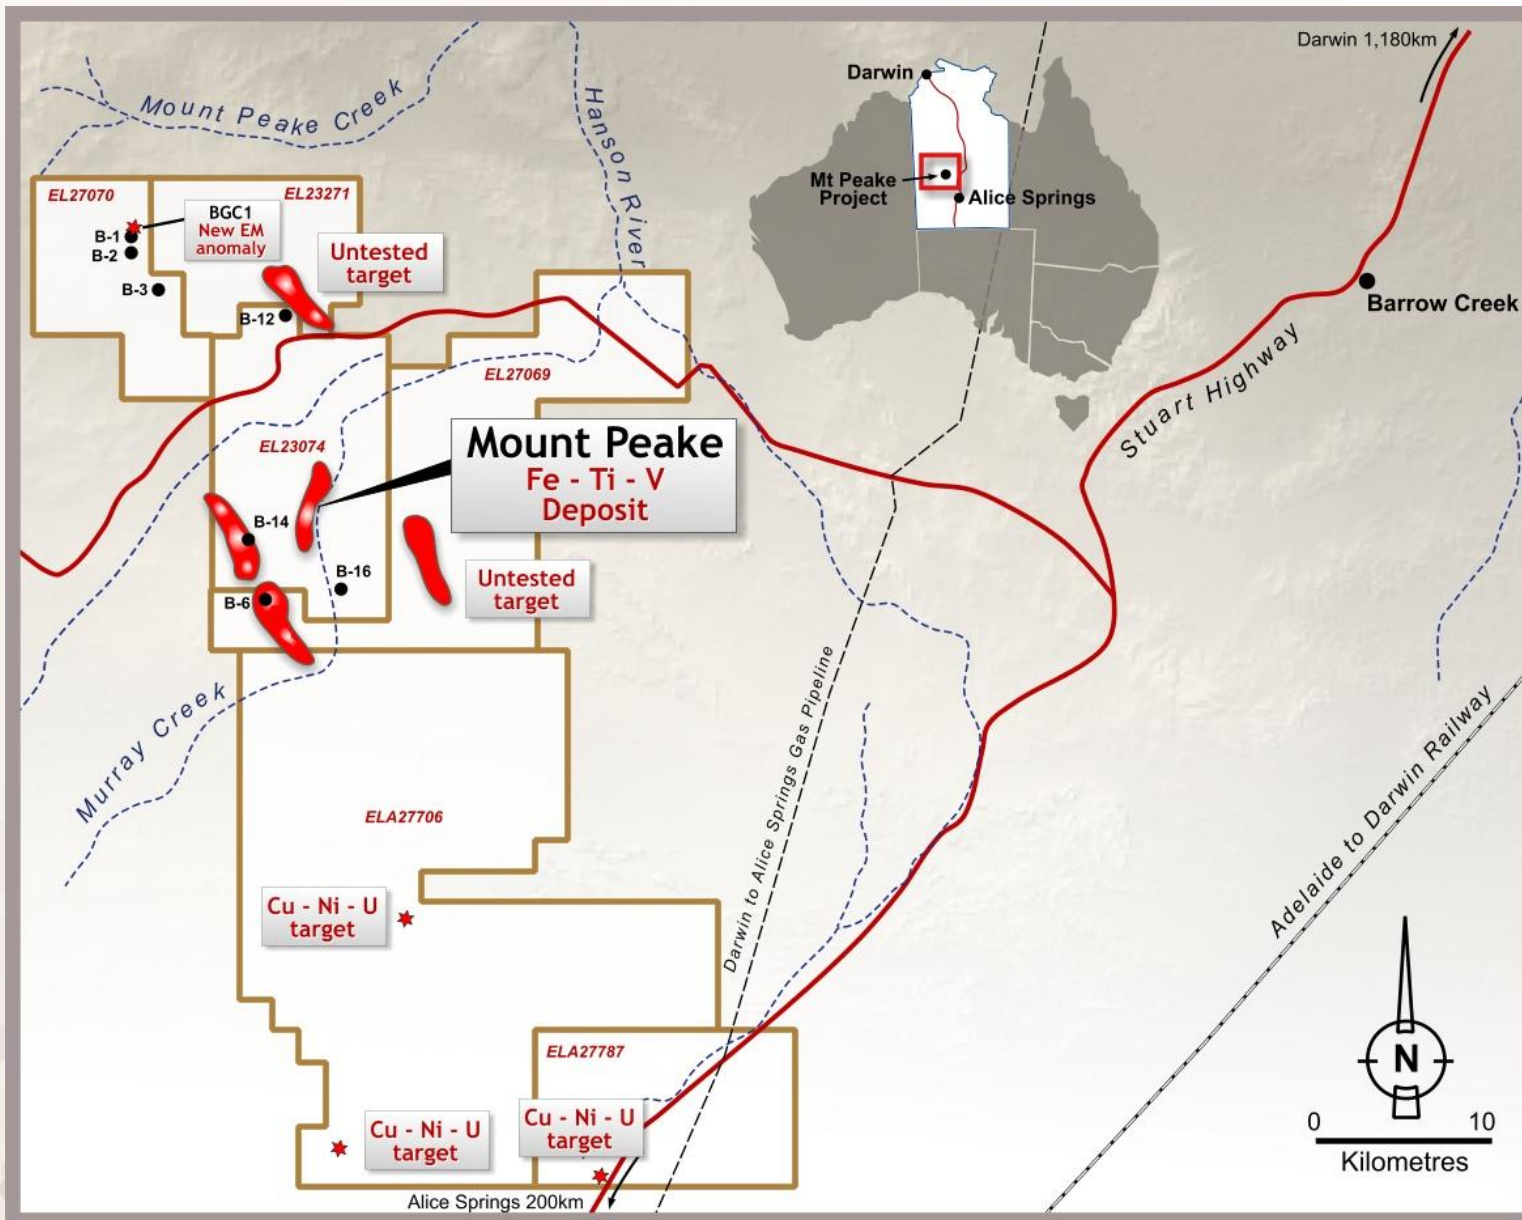 Darwin 1,180km
Darwin
Mt Peake
Project
Alice Springs
Mount Peake Creek
Hanson River
EL27070
EL23271
BGC1
New EM
anomaly
B-1
B-2
B-3
B-12
Untested
target
Barrow Creek
Stuart Highway
EL27069
EL23074
Mount Peake
Fe - Ti - V
Deposit
B-14
B-16
B-6
Untested
target
Murray Creek
Darwin to Alice Springs Gas Pipeline
Adelaide to Darwin Railway
ELA27706
Cu - Ni - U
target
ELA27787
Cu - Ni - U
target
Cu - Ni - U
target
Alice Springs 200km
N
0 10
Kilometres